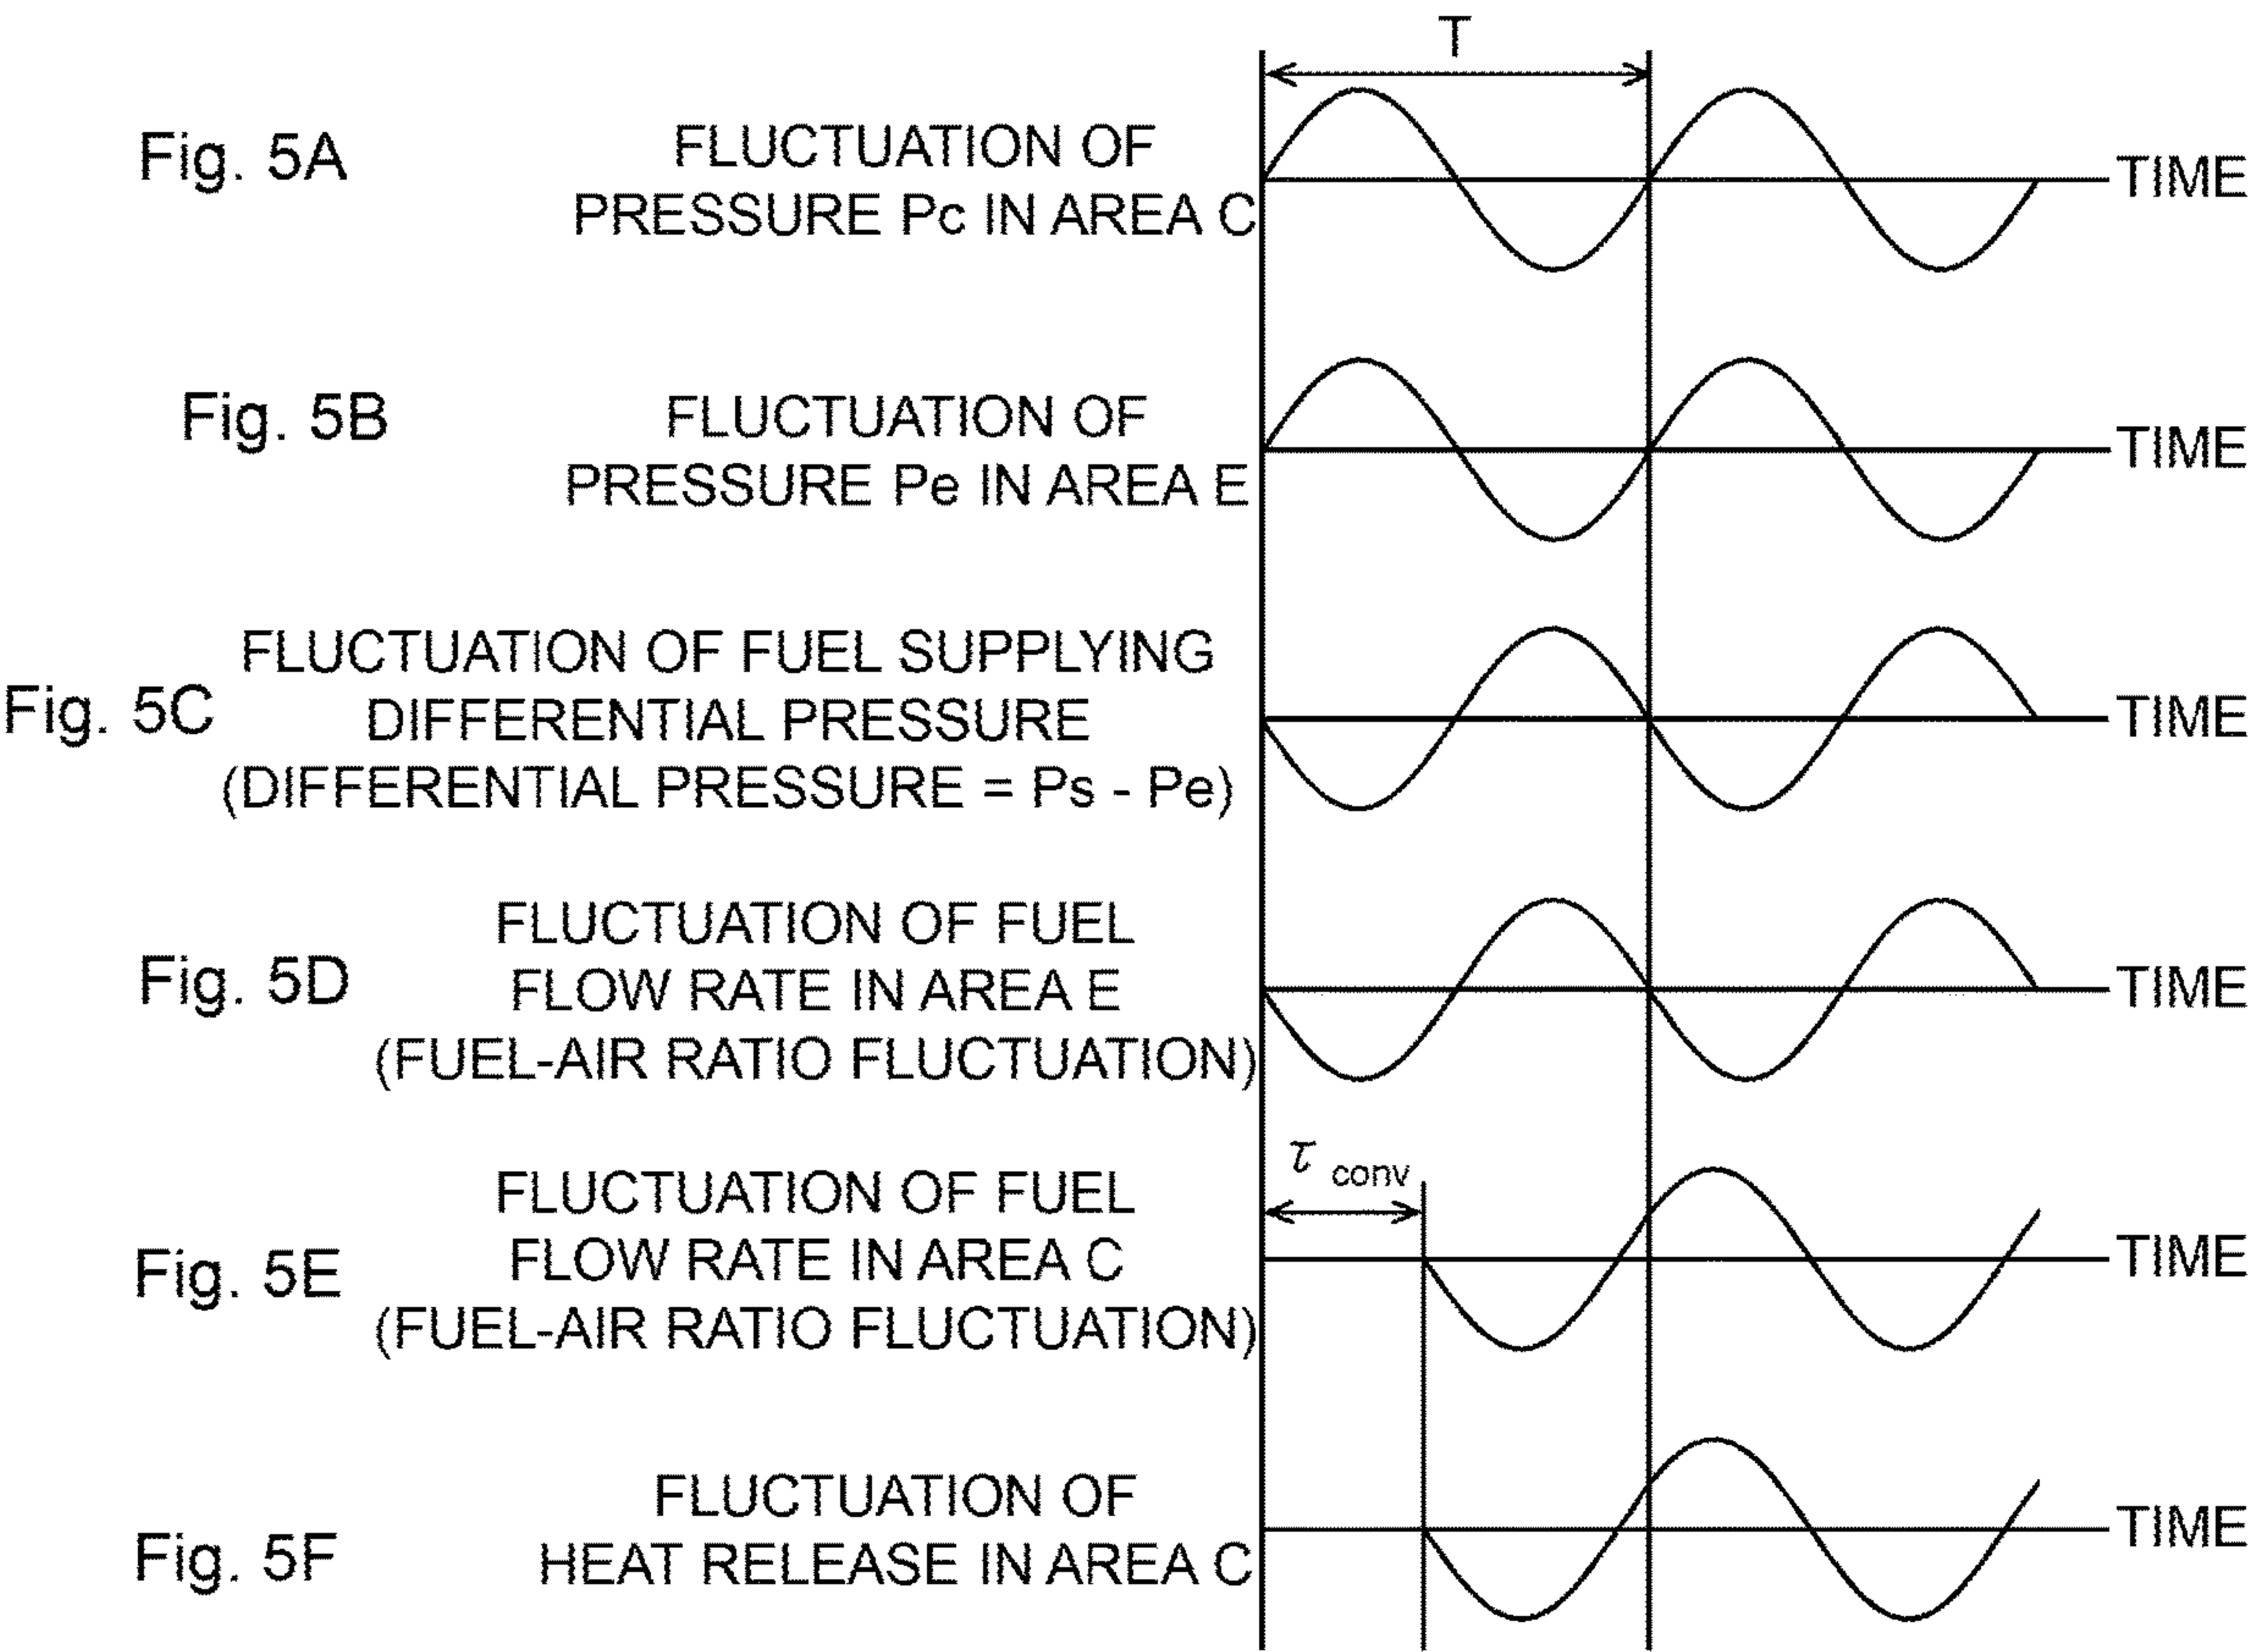 T
Fig. 5A
FLUCTUATION OF
PRESSURE Pc IN AREA C
TIME
Fig. 5B
FLUCTUATION OF
PRESSURE Pe IN AREA E
TIME
Fig. 5C
FLUCTUATION OF FUEL SUPPLYING
DIFFERENTIAL PRESSURE
(DIFFERENTIAL PRESSURE = Ps - Pe)
TIME
Fig. 5D
FLUCTUATION OF FUEL
FLOW RATE IN AREA E
(FUEL-AIR RATIO FLUCTUATION)
TIME
τ conv
Fig. 5E
FLUCTUATION OF FUEL
FLOW RATE IN AREA C
(FUEL-AIR RATIO FLUCTUATION)
TIME
Fig. 5F
FLUCTUATION OF
HEAT RELEASE IN AREA C
TIME